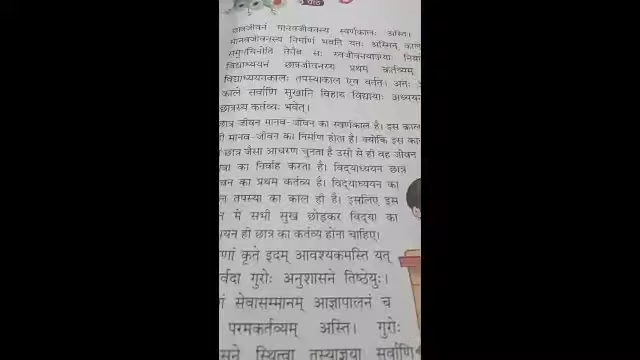 पाठ
छात्रजीवनं मानवजीवनस्य स्वर्णकालः अस्ति।
मानवजीवनस्य निर्माणं भवति यतः अस्मिन् काल
विद्याध्ययनं छात्रजीवनस्य प्रथमं कर्तव्यम्
विद्याध्ययनकालः तपस्याकाल एव वर्तते। अतः
काले सर्वाणि सुखानि विहाय विद्यायाः अध्ययन
छात्रस्य कर्तव्यः भवेत्।
छात्र जीवन मानव-जीवन का स्वर्णकाल है। इस काल
मानव-जीवन का निर्माण होता है। क्योंकि इस का
छात्र जैसा आचरण चुनता है उसी से ही वह जीवन
का निर्वाह करता है। विद्याध्ययन छात्र
वन का प्रथम कर्तव्य है। विद्याध्ययन का
तपस्या का काल ही है। इसलिए इस
में सभी सुख छोड़कर विद्या का
ययन ही छात्र का कर्तव्य होना चाहिए।
णां कृते इदम् आवश्यकमस्ति यत्
र्वदा गुरोः अनुशासने तिष्ठेयुः।
सेवासम्मानम् आज्ञापालनं च
परमकर्तव्यम् अस्ति। गुरोः
सने स्थित्वा तस्याज्ञया सर्वाणि